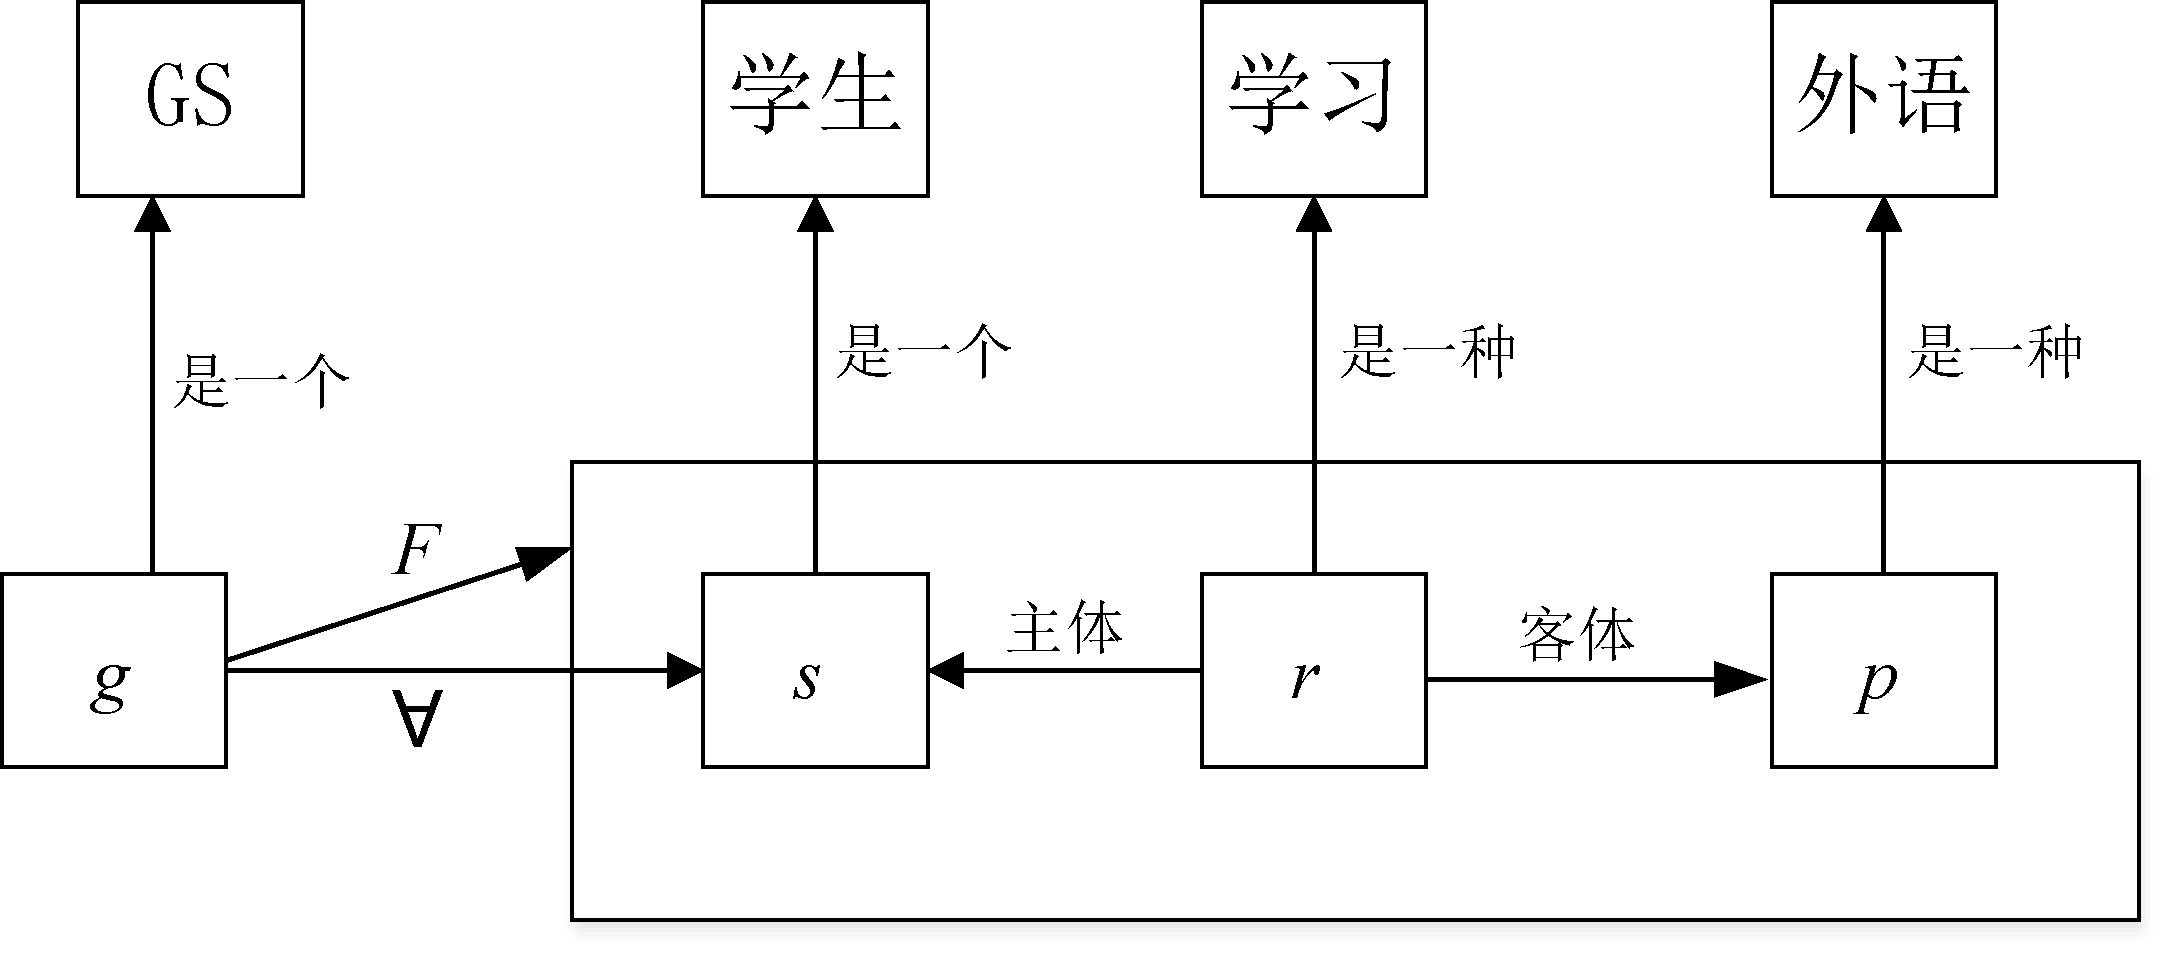 GS 学生 学习 外语
是一个 是一个 是一种 是一种
F
主体 客体
g s r p
∀